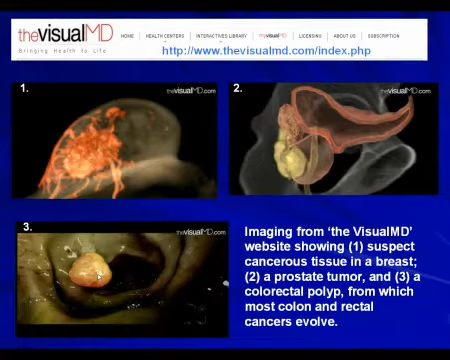 thevisualMD
Bringing Health to Life
HOME HEALTH CENTERS INTERACTIVES LIBRARY thevisualMD LICENSING ABOUT US SUBSCRIPTION
http://www.thevisualmd.com/index.php
1.
theVISUALMD.com
2.
theVISUALMD.com
3.
theVISUALMD.com
Imaging from ‘the VisualMD’
website showing (1) suspect
cancerous tissue in a breast;
(2) a prostate tumor, and (3) a
colorectal polyp, from which
most colon and rectal
cancers evolve.